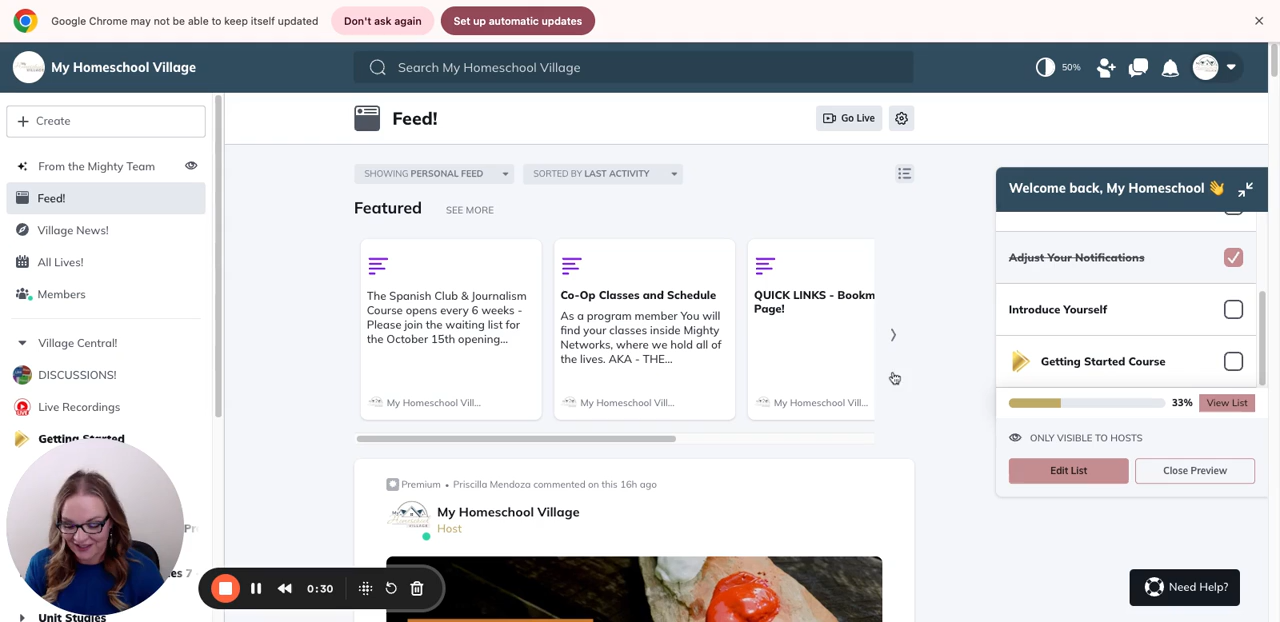 Google Chrome may not be able to keep itself updated
Don't ask again
Set up automatic updates
My Homeschool Village
Search My Homeschool Village
50%
Create
Feed!
Go Live
From the Mighty Team
Feed!
Village News!
All Lives!
Members
Village Central!
DISCUSSIONS!
Live Recordings
Getting Started
Unit Studies
SHOWING PERSONAL FEED
SORTED BY LAST ACTIVITY
Featured
SEE MORE
The Spanish Club & Journalism
Course opens every 6 weeks -
Please join the waiting list for
the October 15th opening...
My Homeschool Vill...
Co-Op Classes and Schedule
As a program member You will
find your classes inside Mighty
Networks, where we hold all of
the lives. AKA - THE...
My Homeschool Vill...
QUICK LINKS - Bookm
Page!
My Homeschool Vill...
Premium • Priscilla Mendoza commented on this 16h ago
My Homeschool Village
Host
Welcome back, My Homeschool 👋
Adjust Your Notifications
Introduce Yourself
Getting Started Course
33%
View List
ONLY VISIBLE TO HOSTS
Edit List
Close Preview
0:30
Need Help?